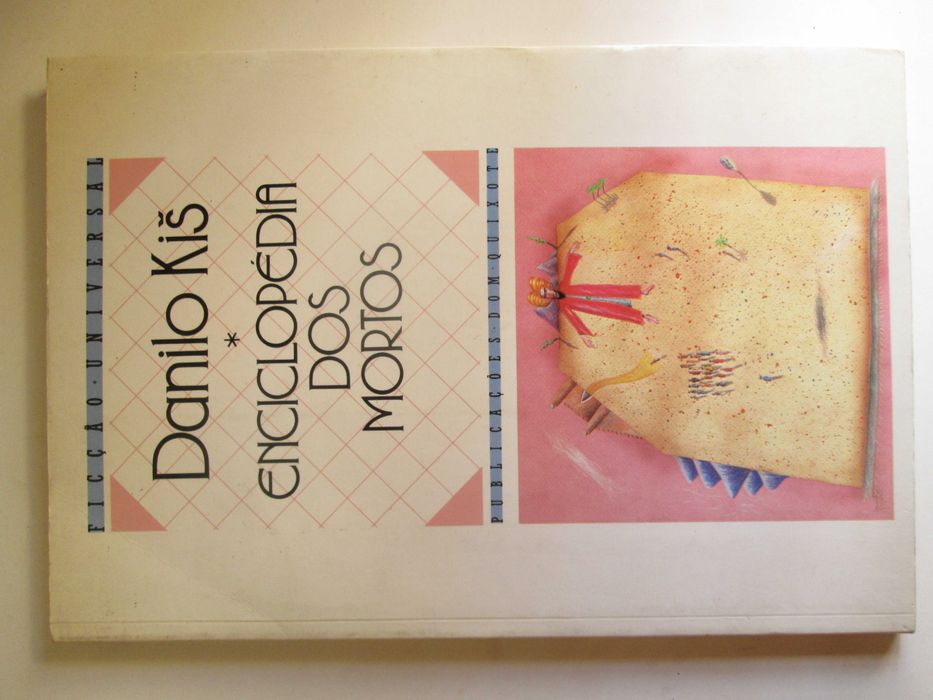 FICÇÃO·UNIVERSAL
Danilo Kiš
*
ENCICLOPÉDIA
DOS
MORTOS
PUBLICAÇÕES·DOM·QUIXOTE